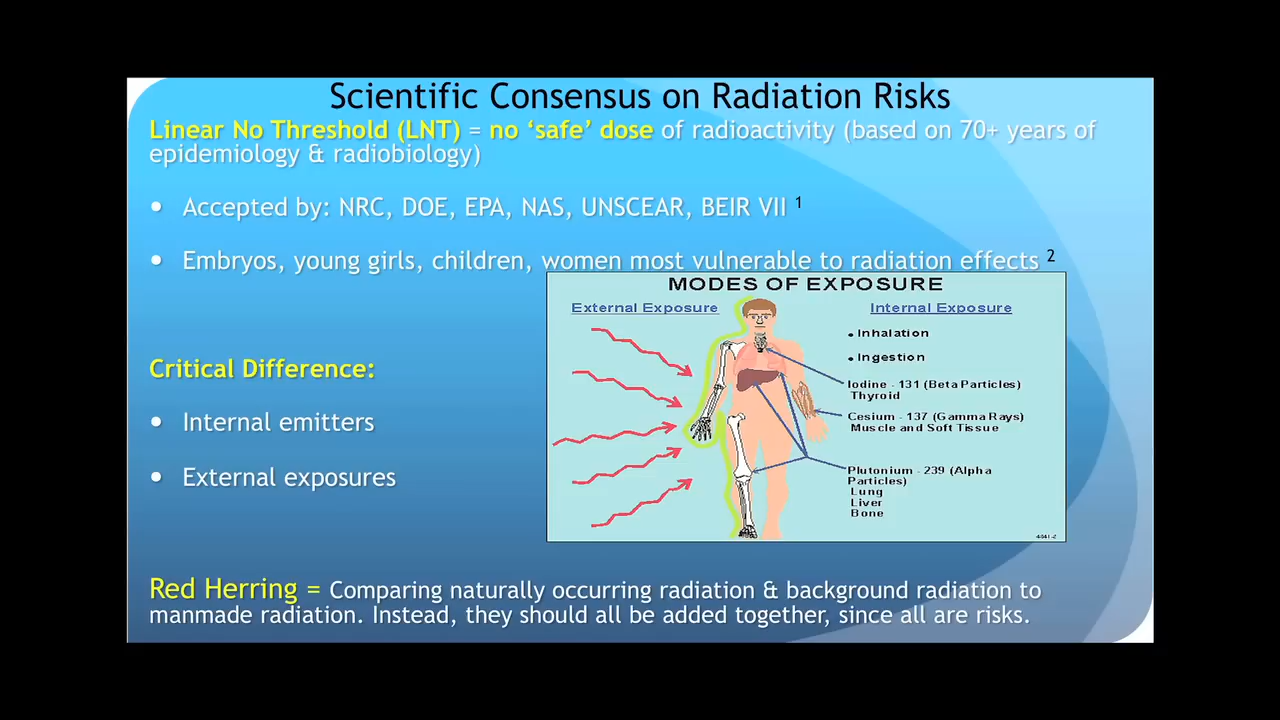 Scientific Consensus on Radiation Risks
Linear No Threshold (LNT) = no ‘safe’ dose of radioactivity (based on 70+ years of
epidemiology & radiobiology)
• Accepted by: NRC, DOE, EPA, NAS, UNSCEAR, BEIR VII 1
• Embryos, young girls, children, women most vulnerable to radiation effects 2
Critical Difference:
• Internal emitters
• External exposures
MODES OF EXPOSURE
External Exposure
Internal Exposure
• Inhalation
• Ingestion
Iodine - 131 (Beta Particles)
Thyroid
Cesium - 137 (Gamma Rays)
Muscle and Soft Tissue
Plutonium - 239 (Alpha
Particles)
Lung
Liver
Bone
Red Herring = Comparing naturally occurring radiation & background radiation to
manmade radiation. Instead, they should all be added together, since all are risks.